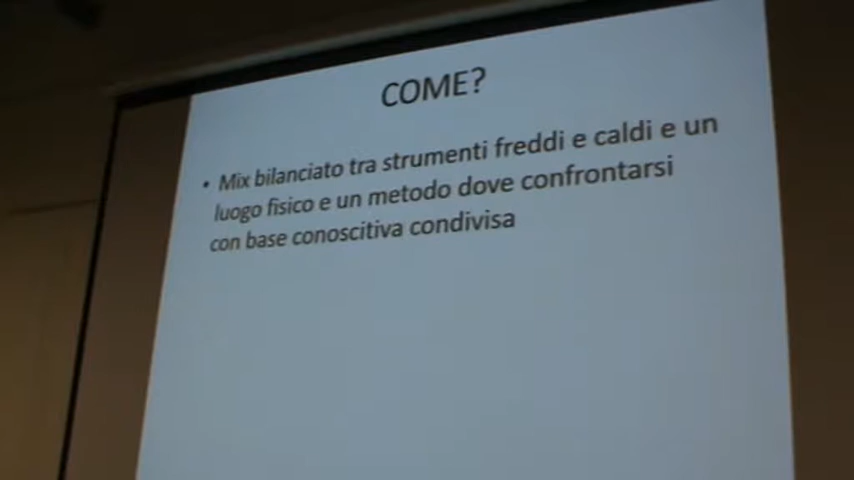 COME?
• Mix bilanciato tra strumenti freddi e caldi e un
luogo fisico e un metodo dove confrontarsi
con base conoscitiva condivisa